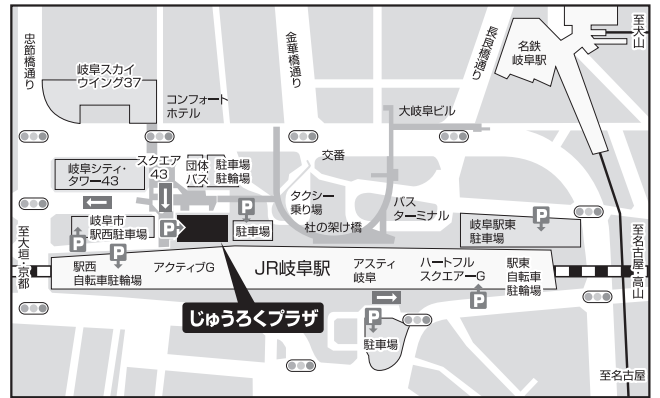 忠節橋通り
金華橋通り
長良橋通り
名鉄
岐阜駅
至犬山
岐阜スカイ
ウイング37
コンフォート
ホテル
大岐阜ビル
交番
岐阜シティ・
タワー43
スクエア
43
団体
バス
駐車場
駐輪場
タクシー
乗り場
杜の架け橋
バス
ターミナル
岐阜市
駅西駐車場
P
P
P
駐車場
岐阜駅東
駐車場
P
至大垣・京都
P
駅西
自転車駐輪場
アクティブG
JR岐阜駅
アスティ
岐阜
ハートフル
スクエアーG
駅東
自転車
駐輪場
P
至名古屋・高山
じゅうろくプラザ
P
駐車場
至名古屋